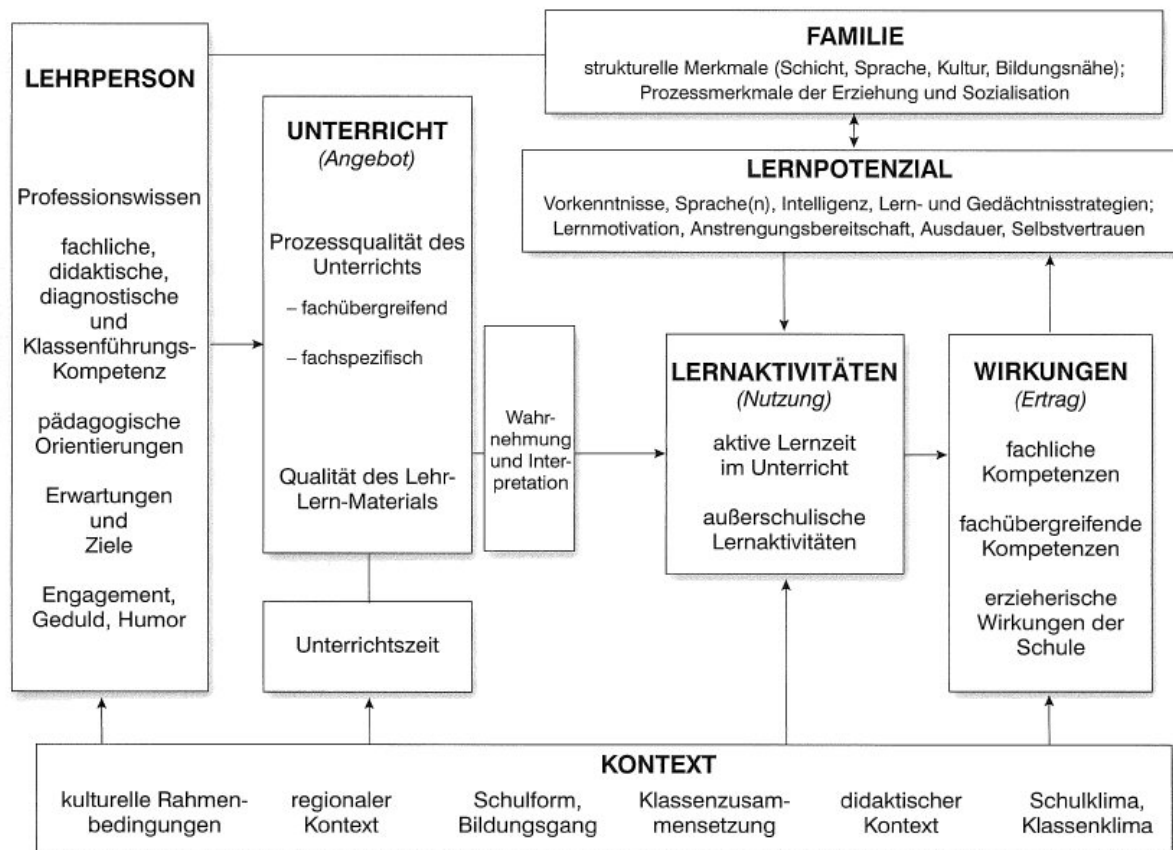 LEHRPERSON
Professionswissen
fachliche,
didaktische,
diagnostische
und
Klassenführungs-
Kompetenz
pädagogische
Orientierungen
Erwartungen
und
Ziele
Engagement,
Geduld, Humor
UNTERRICHT
(Angebot)
Prozessqualität des
Unterrichts
– fachübergreifend
– fachspezifisch
Qualität des Lehr-
Lern-Materials
Unterrichtszeit
Wahr-
nehmung
und Inter-
pretation
FAMILIE
strukturelle Merkmale (Schicht, Sprache, Kultur, Bildungsnähe);
Prozessmerkmale der Erziehung und Sozialisation
LERNPOTENZIAL
Vorkenntnisse, Sprache(n), Intelligenz, Lern- und Gedächtnisstrategien;
Lernmotivation, Anstrengungsbereitschaft, Ausdauer, Selbstvertrauen
LERNAKTIVITÄTEN
(Nutzung)
aktive Lernzeit
im Unterricht
außerschulische
Lernaktivitäten
WIRKUNGEN
(Ertrag)
fachliche
Kompetenzen
fachübergreifende
Kompetenzen
erzieherische
Wirkungen der
Schule
KONTEXT
kulturelle Rahmen-
bedingungen
regionaler
Kontext
Schulform,
Bildungsgang
Klassenzusam-
mensetzung
didaktischer
Kontext
Schulklima,
Klassenklima